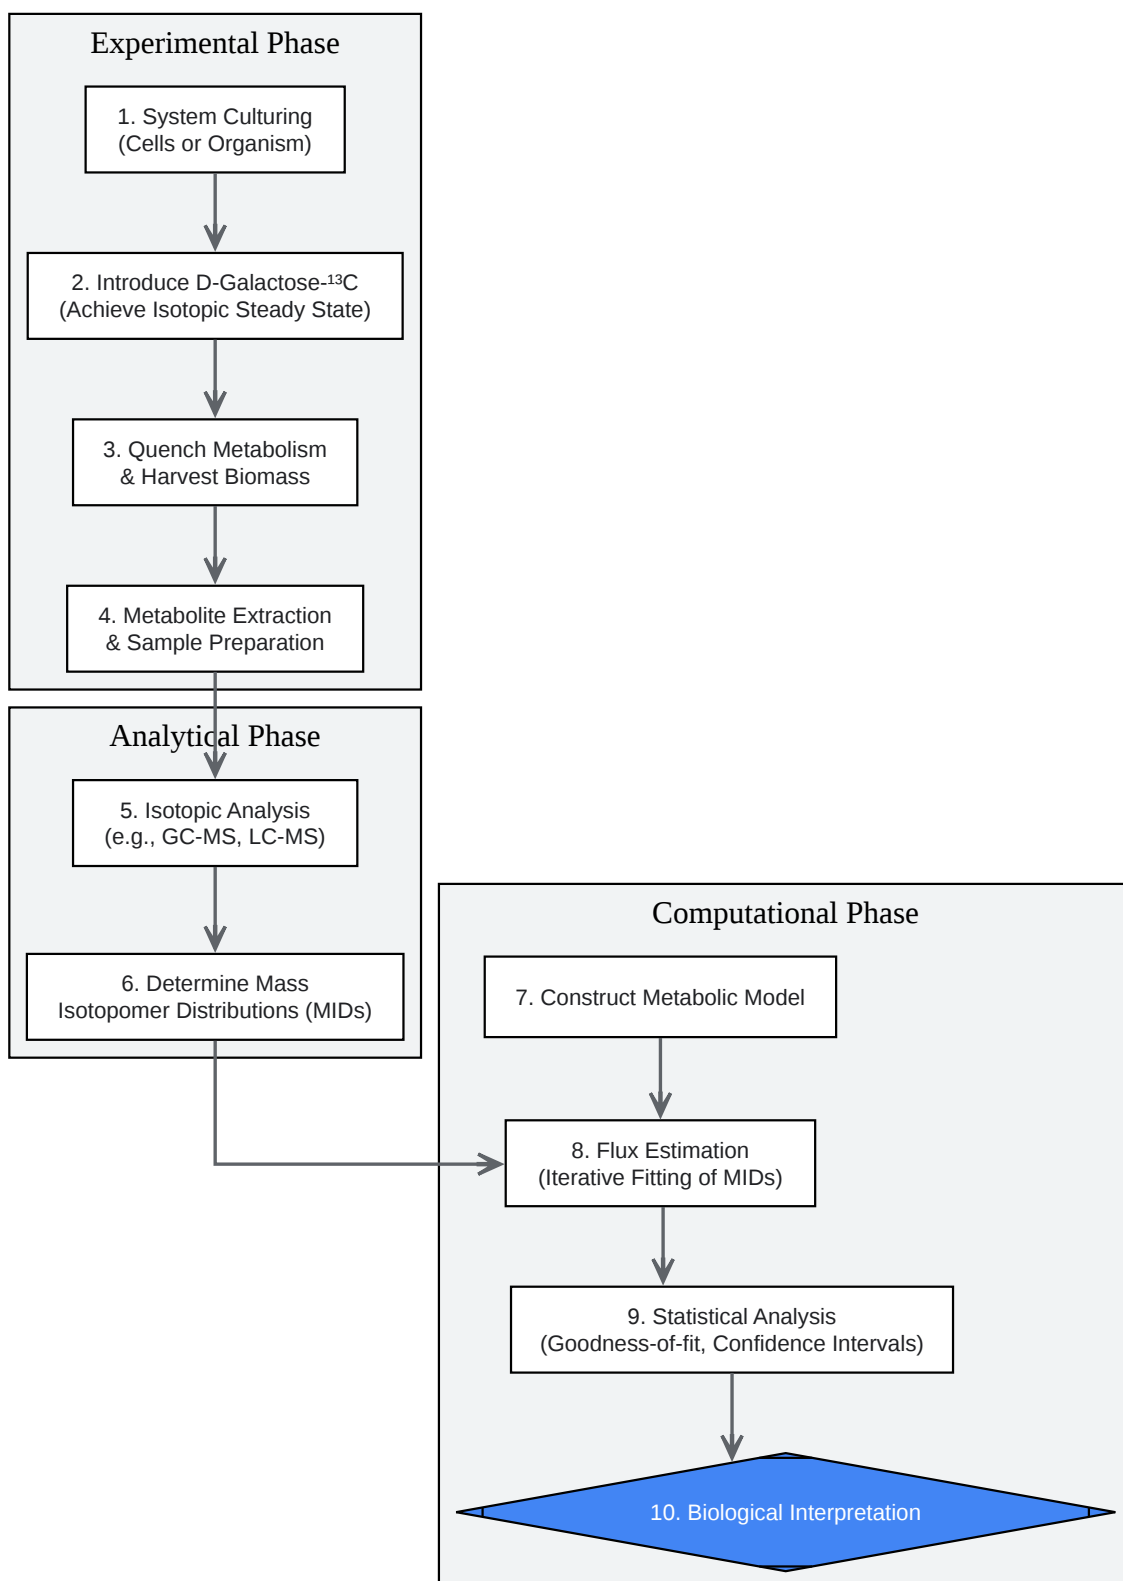 Experimental Phase
1. System Culturing
(Cells or Organism)
2. Introduce D-Galactose-¹³C
(Achieve Isotopic Steady State)
3. Quench Metabolism
& Harvest Biomass
4. Metabolite Extraction
& Sample Preparation
Analytical Phase
5. Isotopic Analysis
(e.g., GC-MS, LC-MS)
6. Determine Mass
Isotopomer Distributions (MIDs)
Computational Phase
7. Construct Metabolic Model
8. Flux Estimation
(Iterative Fitting of MIDs)
9. Statistical Analysis
(Goodness-of-fit, Confidence Intervals)
10. Biological Interpretation